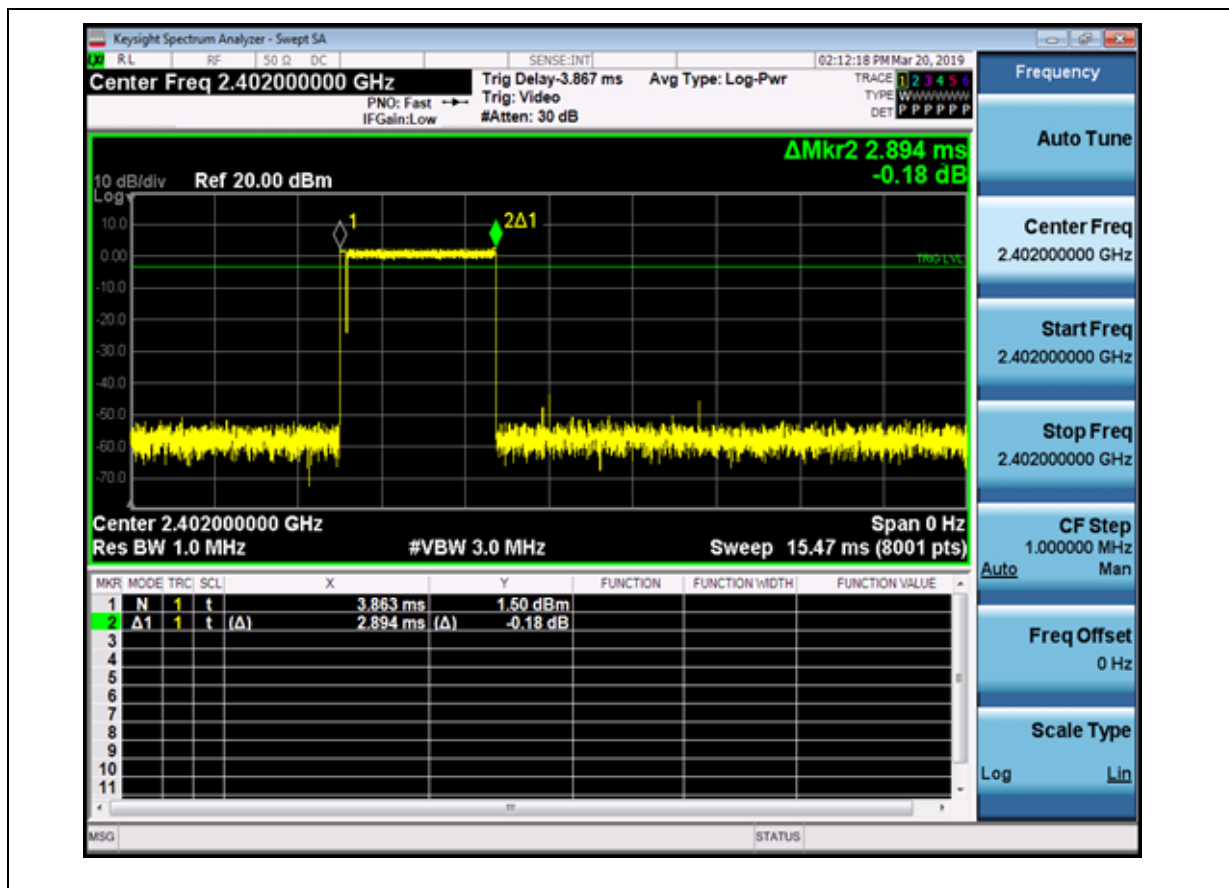 Keysight Spectrum Analyzer - Swept SA
LXI RL RF 50 Ω DC SENSE:INT 02:12:18 PM Mar 20, 2019
Center Freq 2.402000000 GHz
PNO: Fast
IFGain:Low
Trig Delay-3.867 ms
Trig: Video
#Atten: 30 dB
Avg Type: Log-Pwr
TRACE 1 2 3 4 5 6
TYPE WWWWWW
DET P P P P P P
ΔMkr2 2.894 ms
-0.18 dB
10 dB/div Ref 20.00 dBm
Log
10.0
0.00
-10.0
-20.0
-30.0
-40.0
-50.0
-60.0
-70.0
1
2Δ1
TRIG LVL
Center 2.402000000 GHz Span 0 Hz
Res BW 1.0 MHz #VBW 3.0 MHz Sweep 15.47 ms (8001 pts)
MKR MODE TRC SCL X Y FUNCTION FUNCTION WIDTH FUNCTION VALUE
1 N 1 t 3.863 ms 1.50 dBm
2 Δ1 1 t (Δ) 2.894 ms (Δ) -0.18 dB
3
4
5
6
7
8
9
10
11
MSG STATUS
Frequency
Auto Tune
Center Freq
2.402000000 GHz
Start Freq
2.402000000 GHz
Stop Freq
2.402000000 GHz
CF Step
1.000000 MHz
Auto Man
Freq Offset
0 Hz
Scale Type
Log Lin